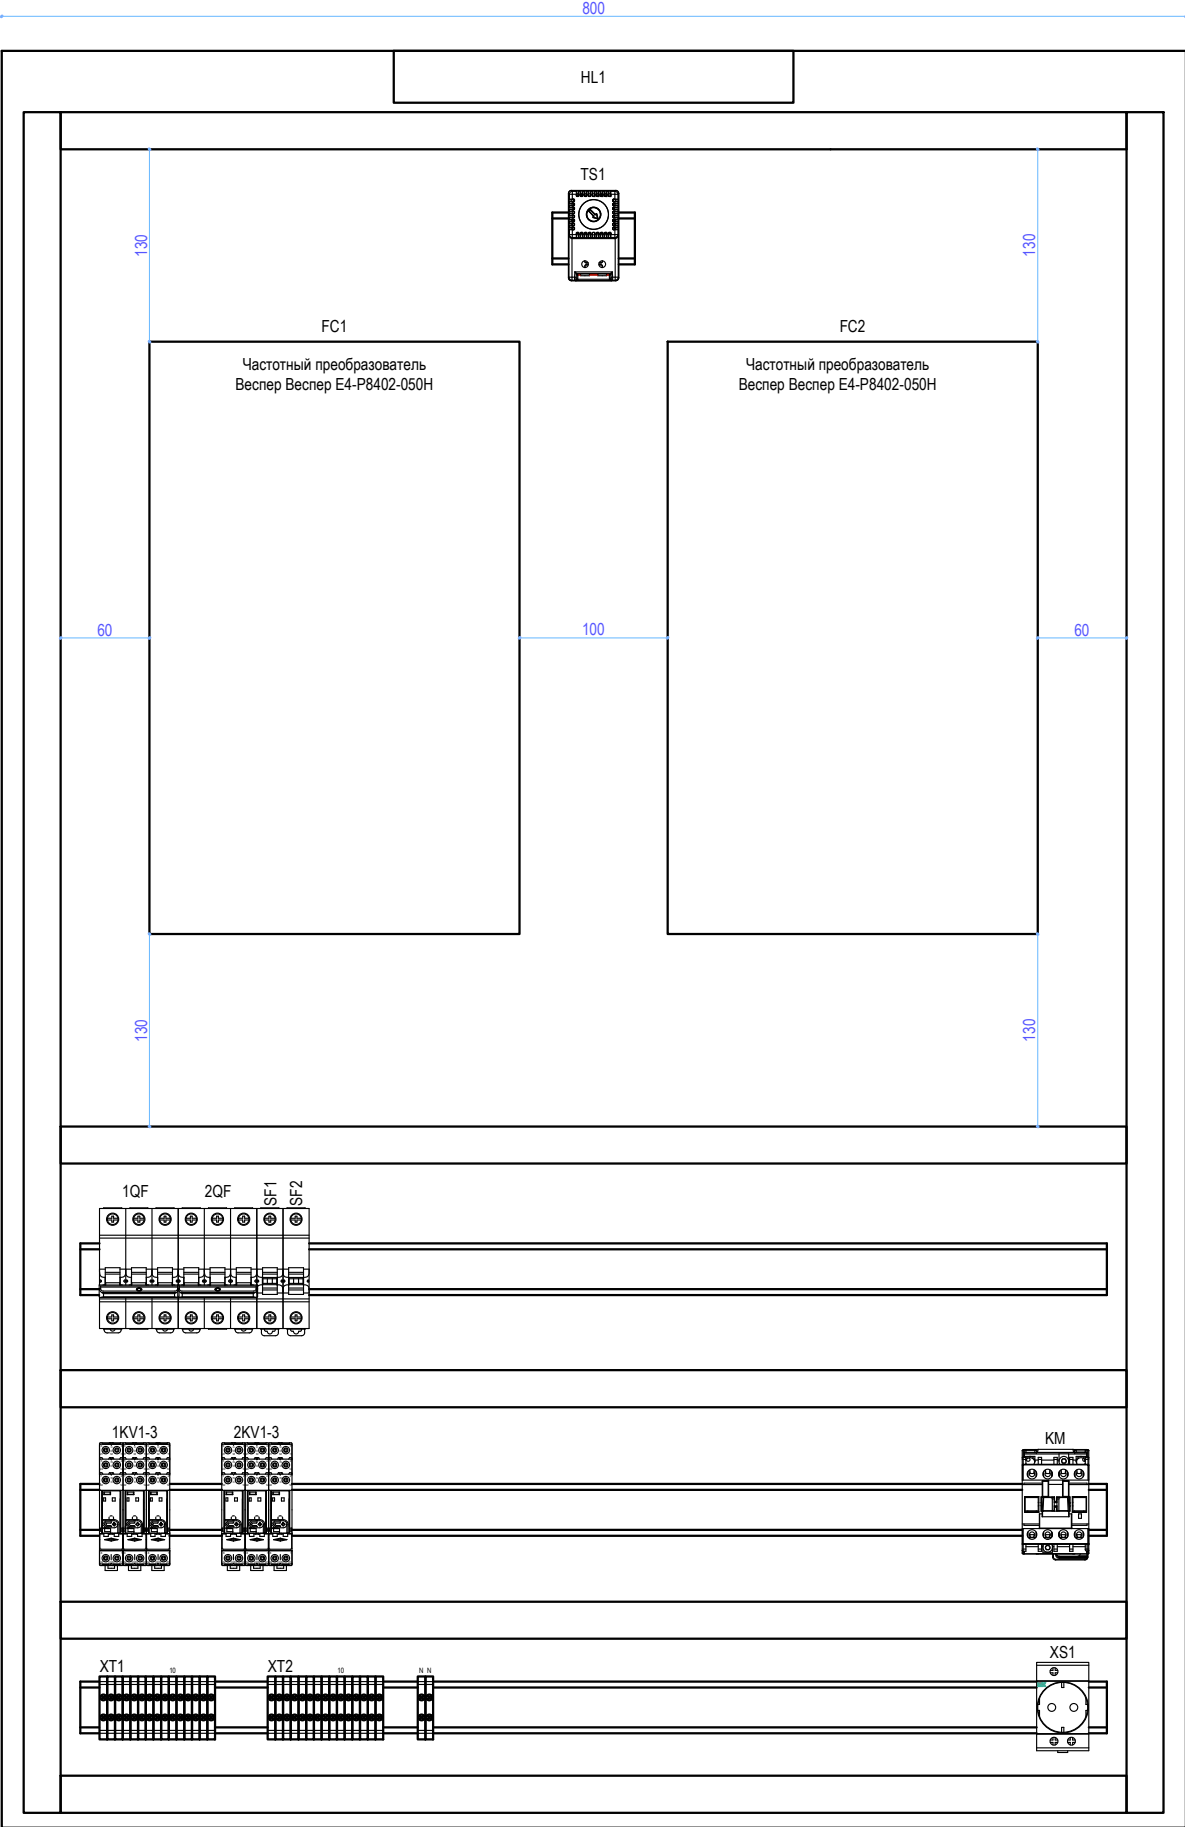 800
HL1
TS1
130
130
FC1
FC2
Частотный преобразователь
Веспер Веспер E4-P8402-050H
Частотный преобразователь
Веспер Веспер E4-P8402-050H
60
100
60
130
130
1QF
2QF
SF1
SF2
1KV1-3
2KV1-3
KM
XT1
10
XT2
10
N N
XS1